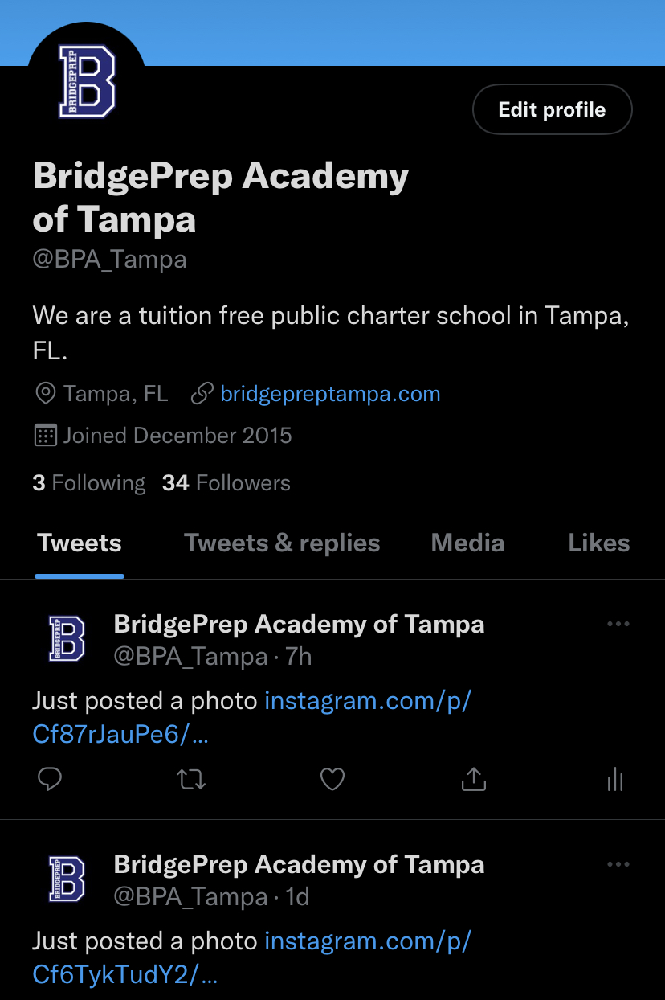 BRIDGEPREP
B
Edit profile
BridgePrep Academy
of Tampa
@BPA_Tampa
We are a tuition free public charter school in Tampa,
FL.
Tampa, FL bridgepreptampa.com
Joined December 2015
3 Following 34 Followers
Tweets Tweets & replies Media Likes
BRIDGEPREP
B
BridgePrep Academy of Tampa
@BPA_Tampa · 7h
Just posted a photo instagram.com/p/
Cf87rJauPe6/…
BRIDGEPREP
B
BridgePrep Academy of Tampa
@BPA_Tampa · 1d
Just posted a photo instagram.com/p/
Cf6TykTudY2/…